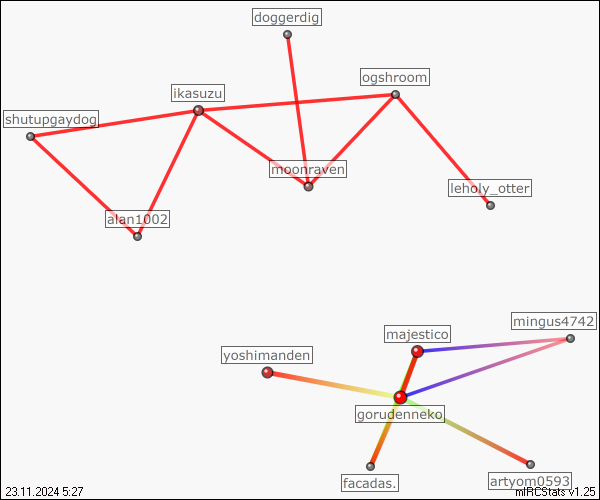 doggerdig
ogshroom
ikasuzu
shutupgaydog
moonraven
leholy_otter
alan1002
mingus4742
majestico
yoshimanden
gorudenneko
facadas.
artyom0593
23.11.2024 5:27
mIRCStats v1.25